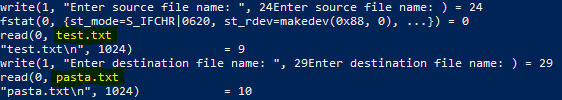 write(1, "Enter source file name: ", 24Enter source file name: ) = 24
fstat(0, {st_mode=S_IFCHR|0620, st_rdev=makedev(0x88, 0), ...}) = 0
read(0, test.txt
"test.txt\n", 1024)             = 9
write(1, "Enter destination file name: ", 29Enter destination file name: ) = 29
read(0, pasta.txt
"pasta.txt\n", 1024)            = 10